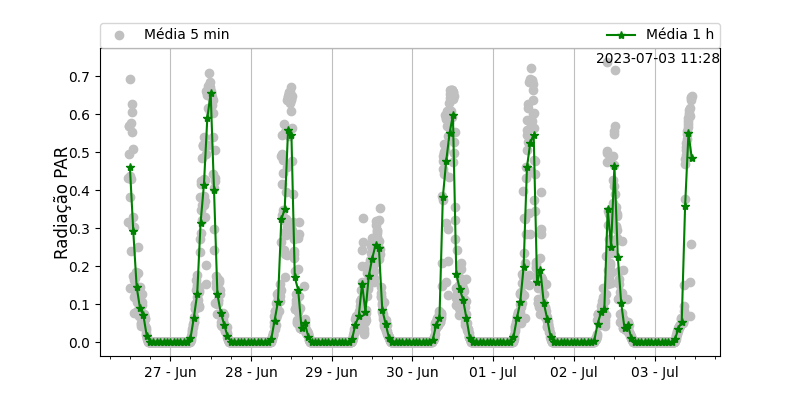 Média 5 min
Média 1 h
2023-07-03 11:28
Radiação PAR
0.7
0.6
0.5
0.4
0.3
0.2
0.1
0.0
27 - Jun
28 - Jun
29 - Jun
30 - Jun
01 - Jul
02 - Jul
03 - Jul